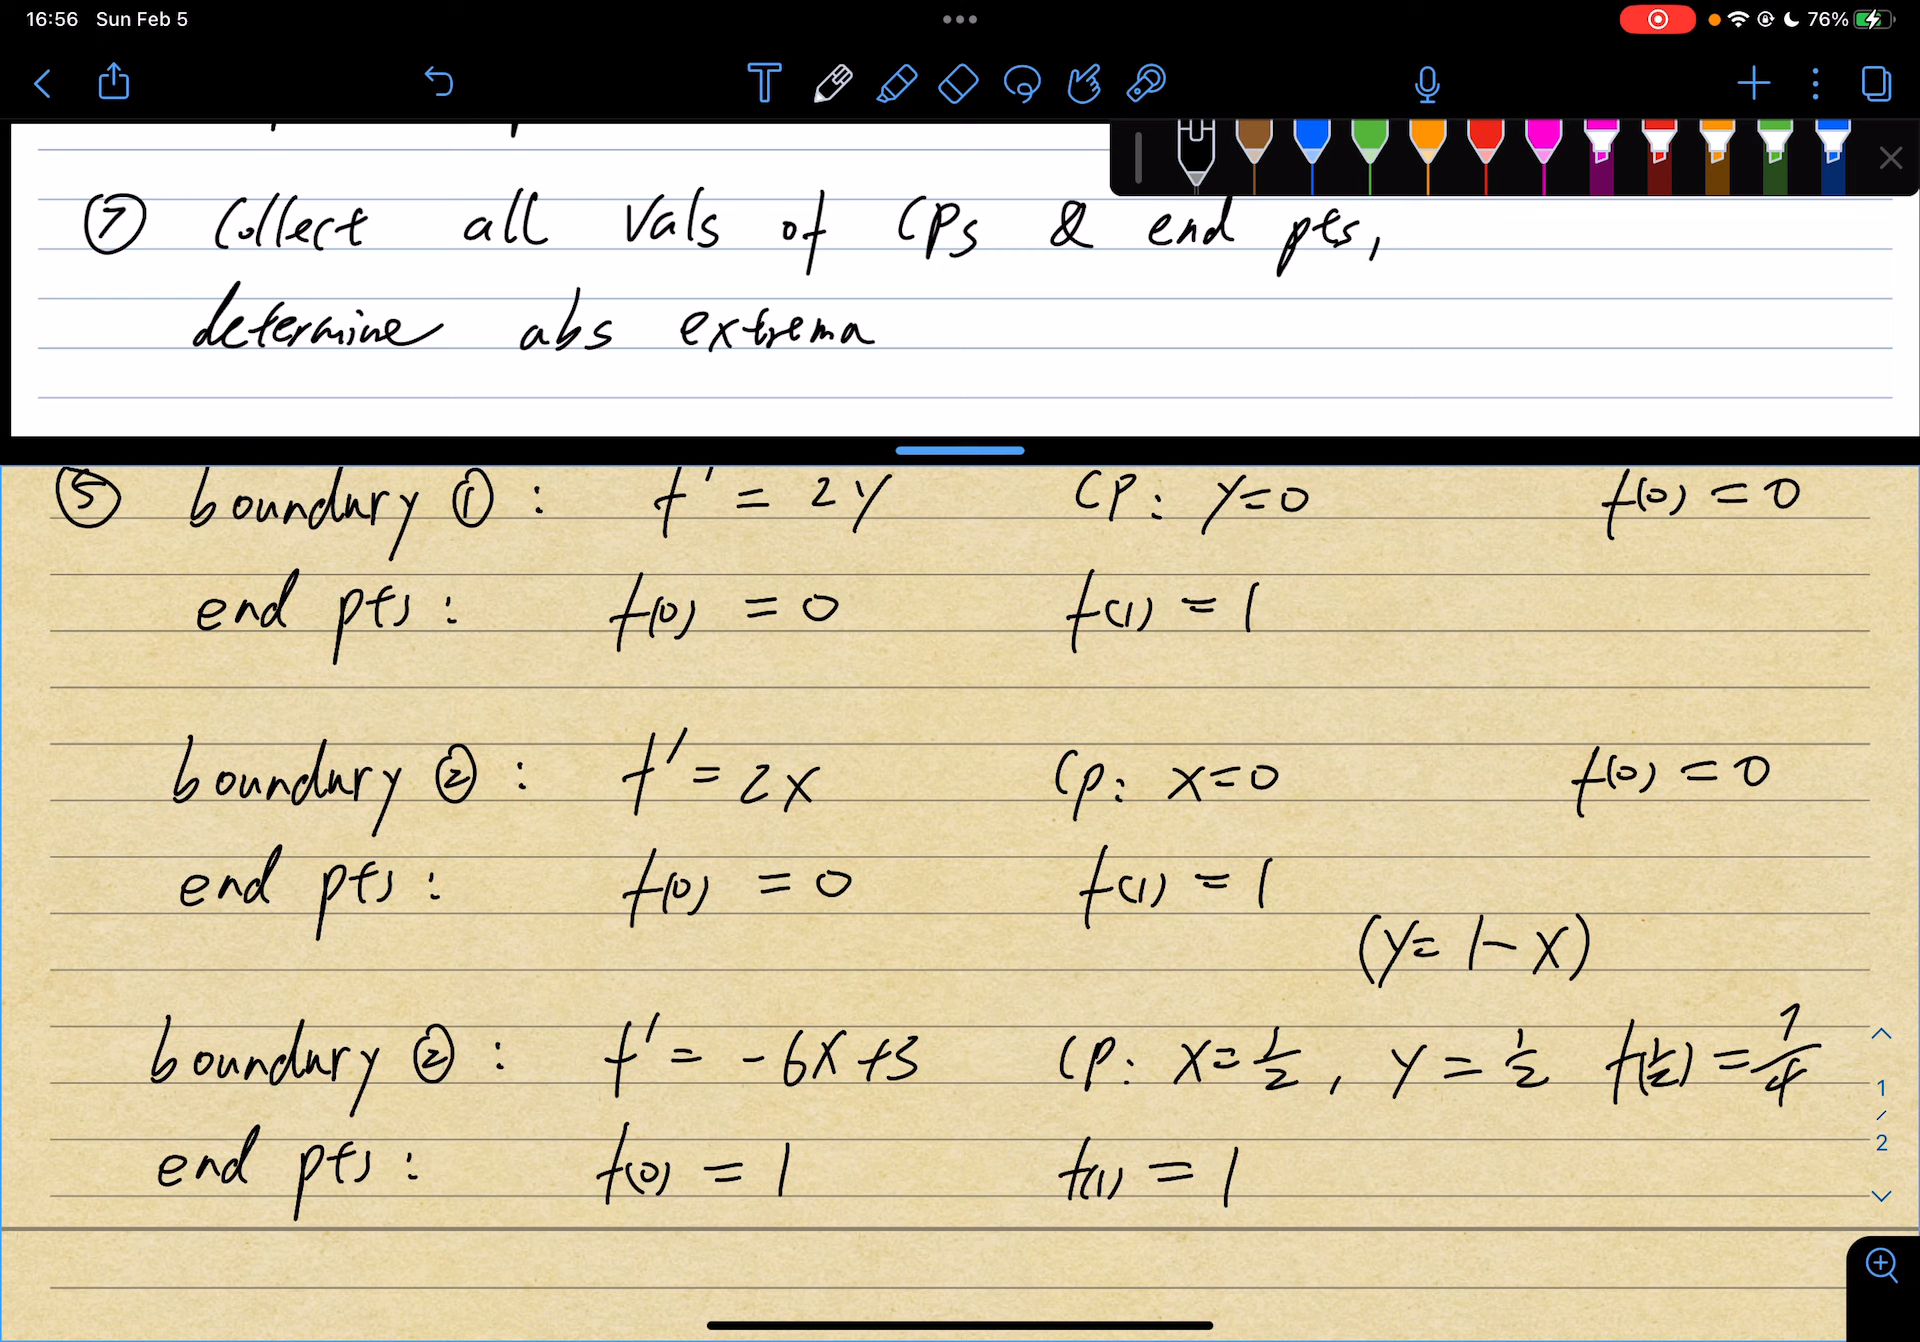 16:56 Sun Feb 5 76%
⑦ Collect all vals of CPs & end pts,
determine abs extrema
⑤ boundary ①: f' = 2y CP: y=0 f(0) = 0
end pts: f(0) = 0 f(1) = 1
boundary ②: f' = 2x CP: x=0 f(0) = 0
end pts: f(0) = 0 f(1) = 1
(y= 1-x)
boundary ②: f' = -6x+3 CP: x=1/2, y=1/2 f(1/2) = 7/4
end pts: f(0) = 1 f(1) = 1
1
/
2